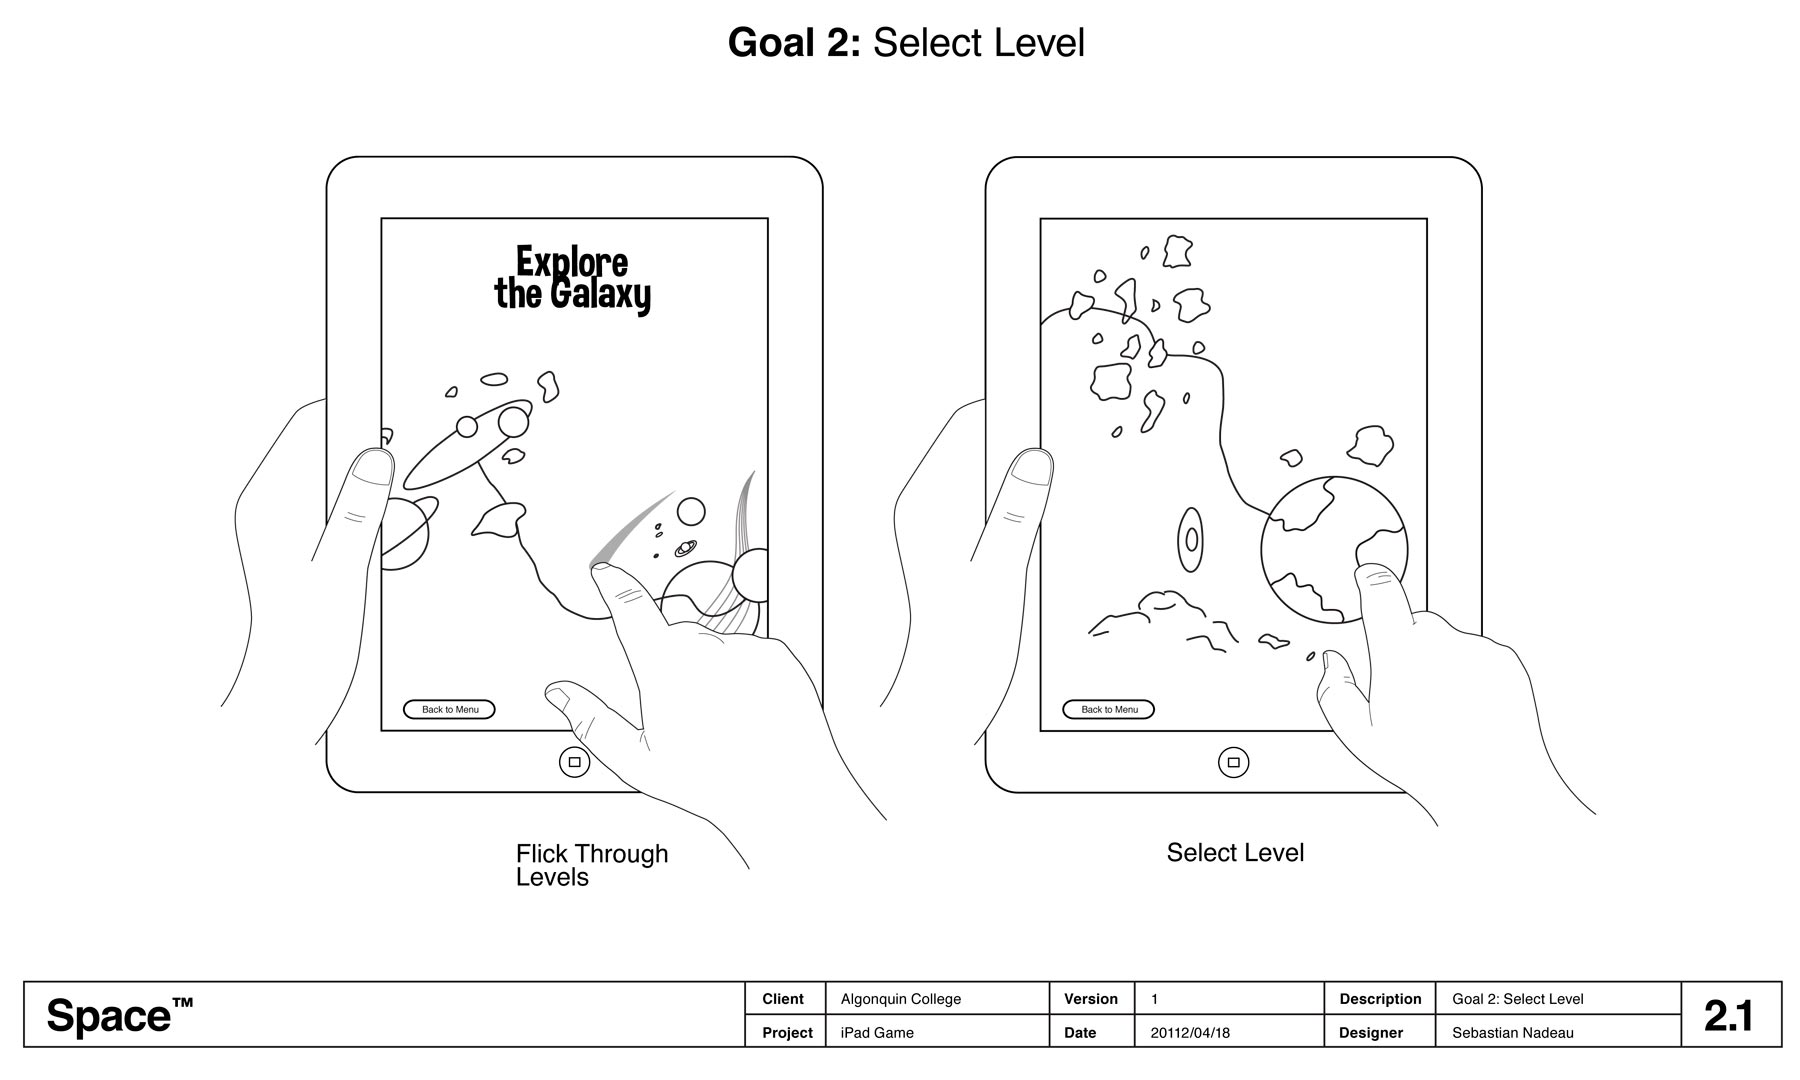 Goal 2: Select Level
Explore
the Galaxy
Back to Menu
Back to Menu
Flick Through
Levels
Select Level
Space™
Client
Algonquin College
Version
1
Description
Goal 2: Select Level
2.1
Project
iPad Game
Date
20112/04/18
Designer
Sebastian Nadeau